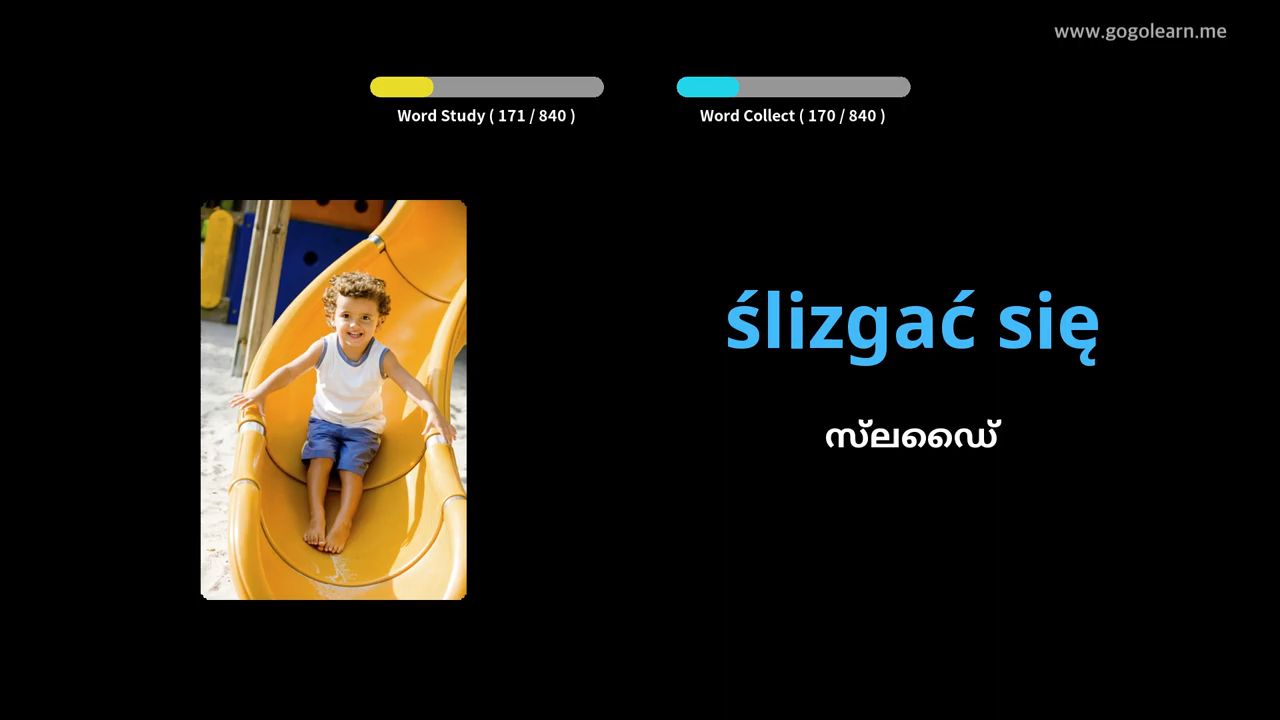 www.gogolearn.me
Word Study ( 171 / 840 )
Word Collect ( 170 / 840 )
ślizgać się
സ്ലൈഡ്